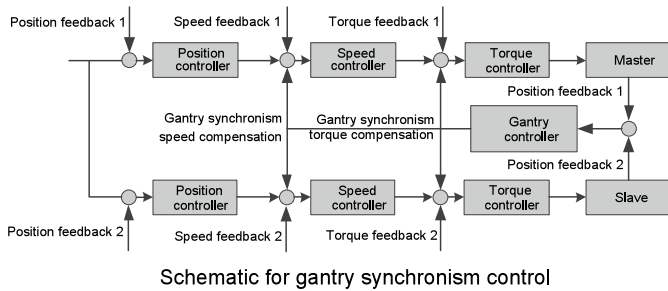 Position feedback 1
Speed feedback 1
Torque feedback 1
Position
controller
Speed
controller
Torque
controller
Master
Position feedback 1
Gantry synchronism
speed compensation
Gantry synchronism
torque compensation
Gantry
controller
Position feedback 2
Position
controller
Speed
controller
Torque
controller
Slave
Position feedback 2
Speed feedback 2
Torque feedback 2
Schematic for gantry synchronism control